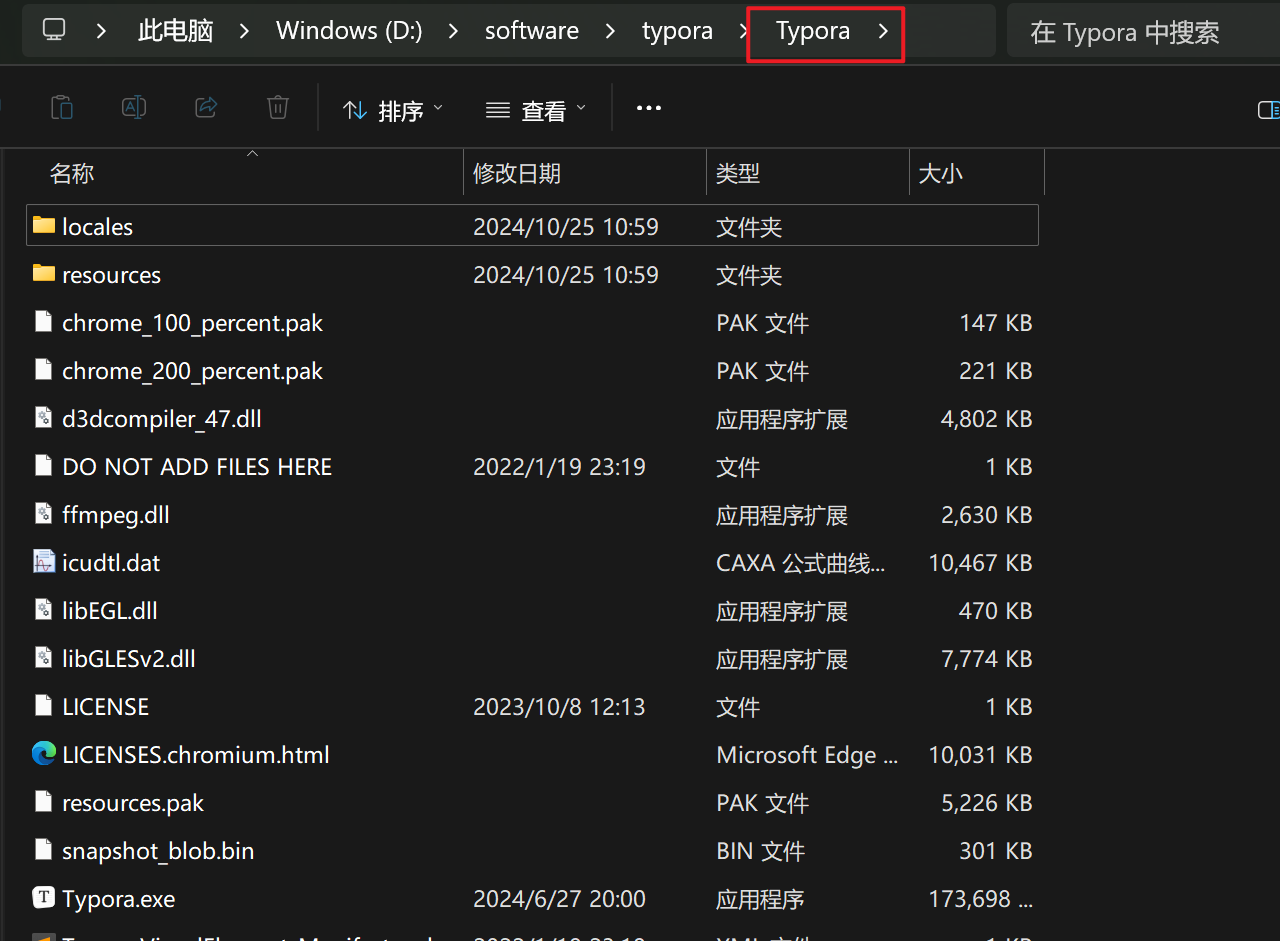 此电脑 Windows (D:) software typora Typora 在 Typora 中搜索
排序 查看
名称 修改日期 类型 大小
locales 2024/10/25 10:59 文件夹
resources 2024/10/25 10:59 文件夹
chrome_100_percent.pak PAK 文件 147 KB
chrome_200_percent.pak PAK 文件 221 KB
d3dcompiler_47.dll 应用程序扩展 4,802 KB
DO NOT ADD FILES HERE 2022/1/19 23:19 文件 1 KB
ffmpeg.dll 应用程序扩展 2,630 KB
icudtl.dat CAXA 公式曲线... 10,467 KB
libEGL.dll 应用程序扩展 470 KB
libGLESv2.dll 应用程序扩展 7,774 KB
LICENSE 2023/10/8 12:13 文件 1 KB
LICENSES.chromium.html Microsoft Edge ... 10,031 KB
resources.pak PAK 文件 5,226 KB
snapshot_blob.bin BIN 文件 301 KB
Typora.exe 2024/6/27 20:00 应用程序 173,698 ...